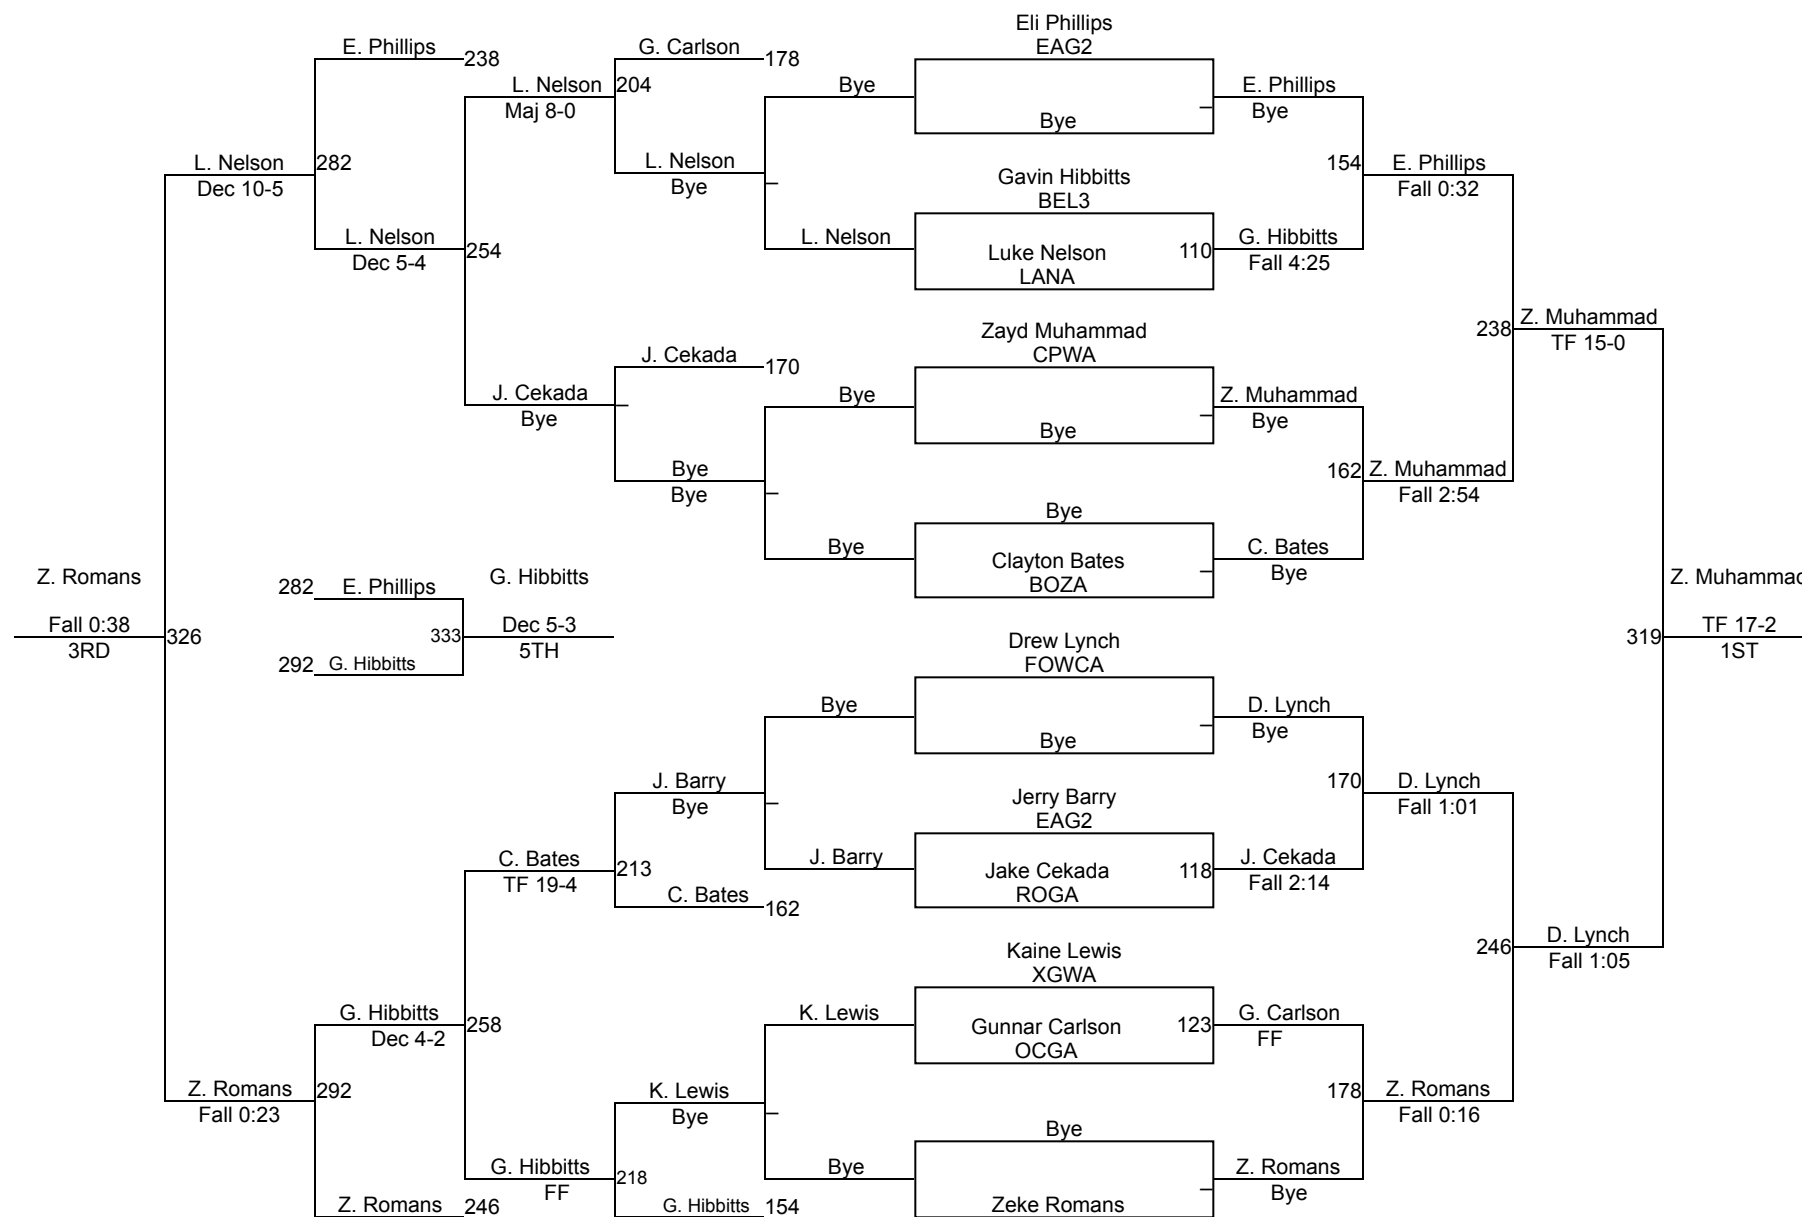 Eli Phillips
EAG2
E. Phillips 238
G. Carlson 178
L. Nelson 204
Maj 8-0
Bye
Bye
E. Phillips
Bye
L. Nelson 282
Dec 10-5
L. Nelson
Bye
Gavin Hibbitts
BEL3
154 E. Phillips
Fall 0:32
L. Nelson 254
Dec 5-4
L. Nelson
Luke Nelson 110
LANA
G. Hibbitts
Fall 4:25
Zayd Muhammad
CPWA
238 Z. Muhammad
TF 15-0
J. Cekada 170
J. Cekada
Bye
Bye
Bye
Z. Muhammad
Bye
Bye
Bye
162 Z. Muhammad
Fall 2:54
Bye
Bye
Clayton Bates
BOZA
C. Bates
Bye
Z. Romans
282 E. Phillips
G. Hibbitts
Z. Muhammad
Fall 0:38 326
3RD
333 Dec 5-3
5TH
292 G. Hibbitts
319 TF 17-2
1ST
Drew Lynch
FOWCA
Bye
Bye
D. Lynch
Bye
J. Barry
Bye
Jerry Barry
EAG2
170 D. Lynch
Fall 1:01
C. Bates 213
TF 19-4
J. Barry
Jake Cekada 118
ROGA
J. Cekada
Fall 2:14
C. Bates 162
Kaine Lewis
XGWA
246 D. Lynch
Fall 1:05
G. Hibbitts 258
Dec 4-2
K. Lewis
Gunnar Carlson 123
OCGA
G. Carlson
FF
Z. Romans 292
Fall 0:23
K. Lewis
Bye
178 Z. Romans
Fall 0:16
Bye
G. Hibbitts 218
FF
Bye
Z. Romans
Bye
Z. Romans 246
G. Hibbitts 154
Zeke Romans